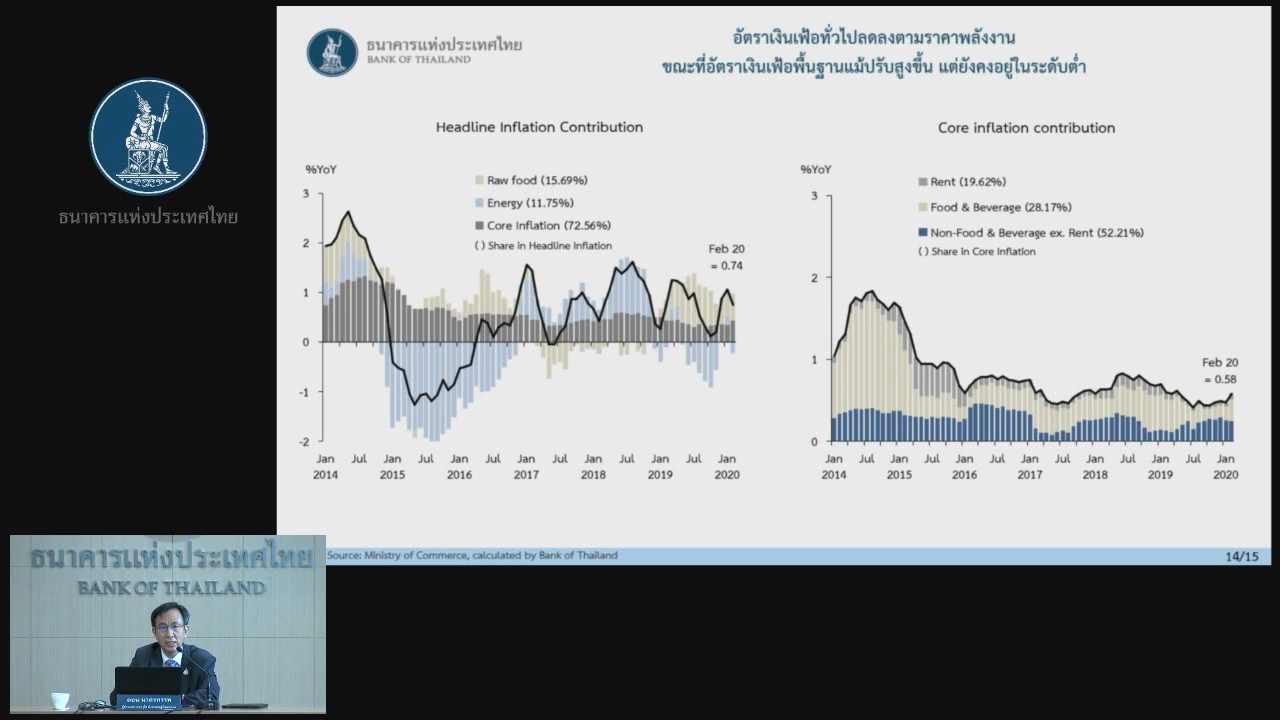 ธนาคารแห่งประเทศไทย
ธนาคารแห่งประเทศไทย
BANK OF THAILAND
อัตราเงินเฟ้อทั่วไปลดลงตามราคาพลังงาน
ขณะที่อัตราเงินเฟ้อพื้นฐานแม้ปรับสูงขึ้น แต่ยังคงอยู่ในระดับต่ำ
Headline Inflation Contribution
%YoY
Raw food (15.69%)
Energy (11.75%)
Core Inflation (72.56%)
( ) Share in Headline Inflation
Feb 20
= 0.74
3
2
1
0
-1
-2
Jan Jul Jan Jul Jan Jul Jan Jul Jan Jul Jan Jul Jan
2014 2015 2016 2017 2018 2019 2020
Core inflation contribution
%YoY
Rent (19.62%)
Food & Beverage (28.17%)
Non-Food & Beverage ex. Rent (52.21%)
( ) Share in Core Inflation
Feb 20
= 0.58
3
2
1
0
Jan Jul Jan Jul Jan Jul Jan Jul Jan Jul Jan Jul Jan
2014 2015 2016 2017 2018 2019 2020
Source: Ministry of Commerce, calculated by Bank of Thailand
14/15
ธนาคารแห่งประเทศไทย
BANK OF THAILAND
ดอน นาครทรรพ